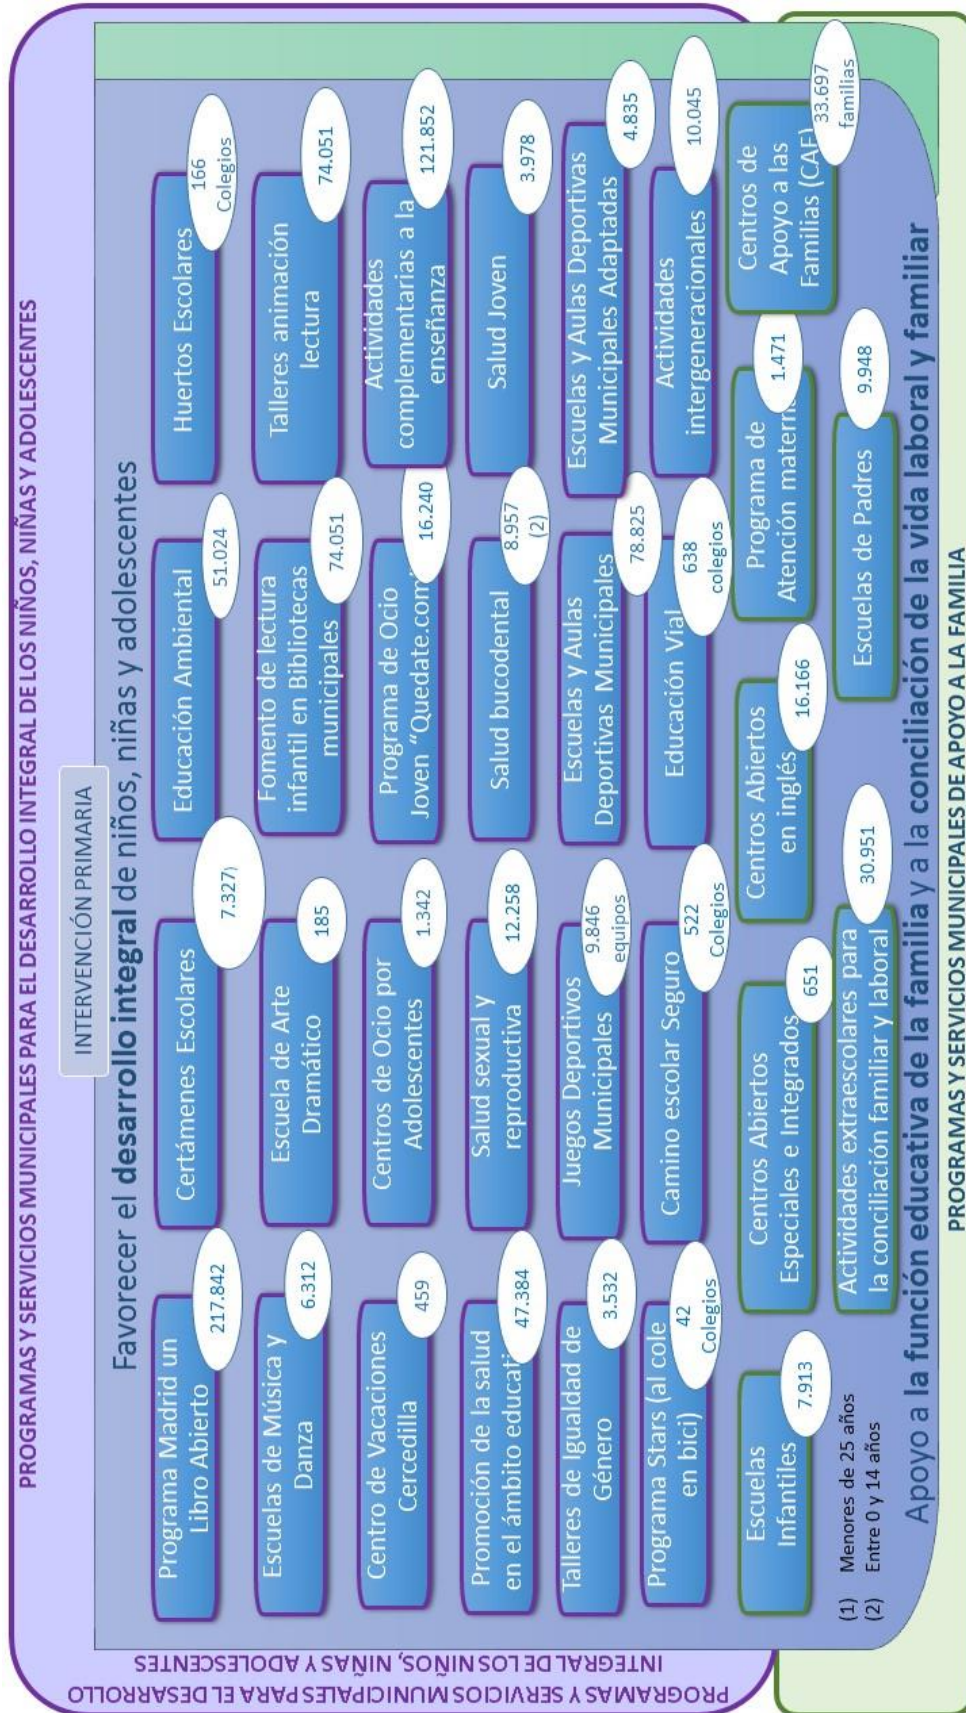 PROGRAMAS Y SERVICIOS MUNICIPALES PARA EL DESARROLLO INTEGRAL DE LOS NIÑOS, NIÑAS Y ADOLESCENTES
INTERVENCIÓN PRIMARIA
Favorecer el desarrollo integral de niños, niñas y adolescentes
Programa Madrid un
Libro Abierto
217.842
Certámenes Escolares
7.327)
Educación Ambiental
51.024
Huertos Escolares
166
Colegios
Escuelas de Música y
Danza
6.312
Escuela de Arte
Dramático
185
Fomento de lectura
infantil en Bibliotecas
municipales
74.051
Talleres animación
lectura
74.051
Centro de Vacaciones
Cercedilla
459
Centros de Ocio por
Adolescentes
1.342
Programa de Ocio
Joven "Quedate.com
16.240
Actividades
complementarias a la
enseñanza
121.852
Promoción de la salud
en el ámbito educati
47.384
Salud sexual y
reproductiva
12.258
Salud bucodental
8.957
(2)
Salud Joven
3.978
Talleres de Igualdad de
Género
3.532
Juegos Deportivos
Municipales
9.846
equipos
Escuelas y Aulas
Deportivas Municipales
78.825
Escuelas y Aulas Deportivas
Municipales Adaptadas
4.835
Programa Stars (al cole
en bici)
42
Colegios
Camino escolar Seguro
522
Colegios
Educación Vial
638
colegios
Actividades
intergeneracionales
10.045
Escuelas
Infantiles
7.913
Centros Abiertos
Especiales e Integrados
651
Centros Abiertos
en inglés
16.166
Programa de
Atención matern
1.471
Centros de
Apoyo a las
Familias (CAF)
33.697
familias
Actividades extraescolares para
la conciliación familiar y laboral
30.951
Escuelas de Padres
9.948
(1) Menores de 25 años
(2) Entre 0 y 14 años
Apoyo a la función educativa de la familia y a la conciliación de la vida laboral y familiar
PROGRAMAS Y SERVICIOS MUNICIPALES DE APOYO A LA FAMILIA
PROGRAMAS Y SERVICIOS MUNICIPALES PARA EL DESARROLLO
INTEGRAL DE LOS NIÑOS, NIÑAS Y ADOLESCENTES